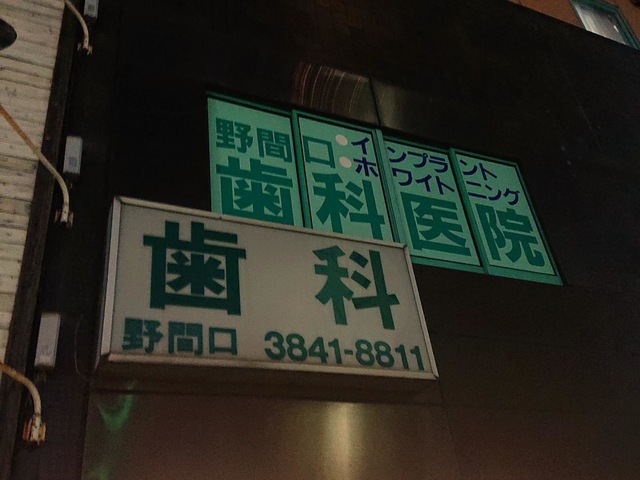 野間口
・インプラント
・ホワイトニング
歯科医院
歯科
野間口 3841-8811